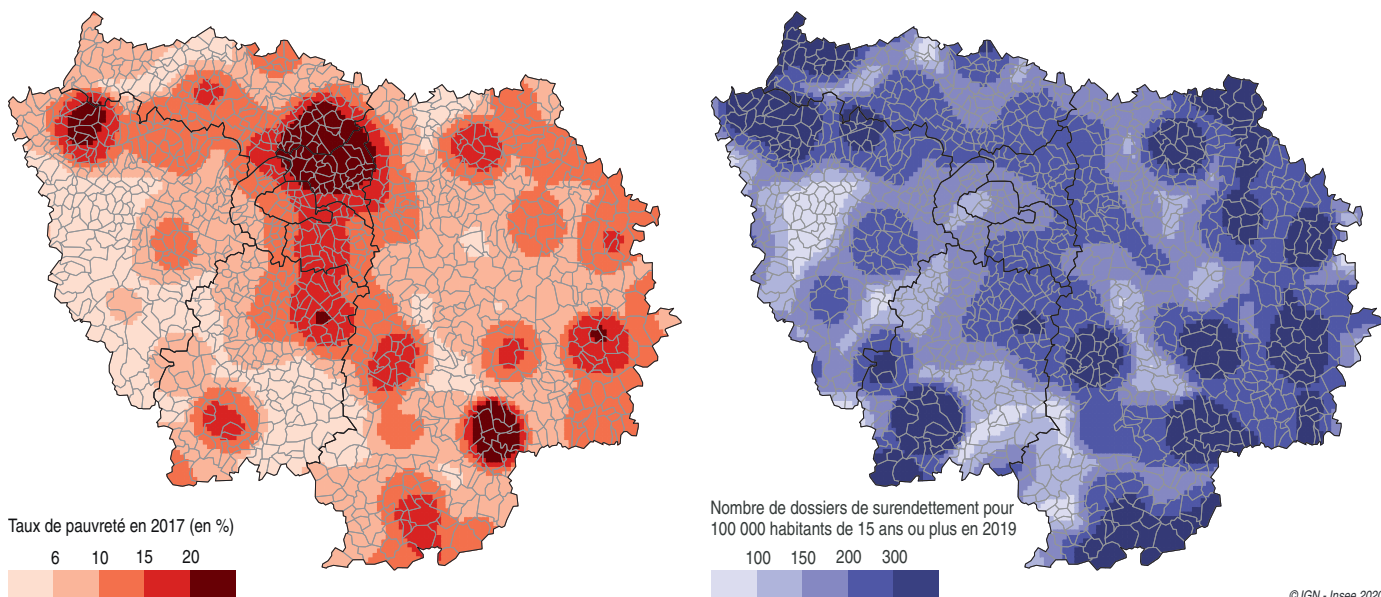 Taux de pauvreté en 2017 (en %)
6 10 15 20
Nombre de dossiers de surendettement pour
100 000 habitants de 15 ans ou plus en 2019
100 150 200 300
© IGN - Insee 2020